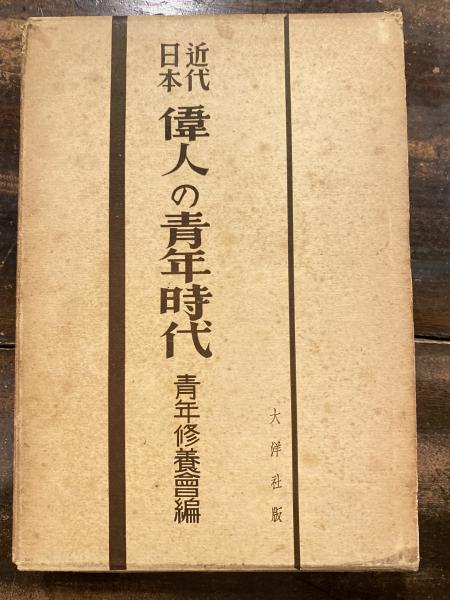 近代
日本
偉人の青年時代
青年修養會編
大洋社版